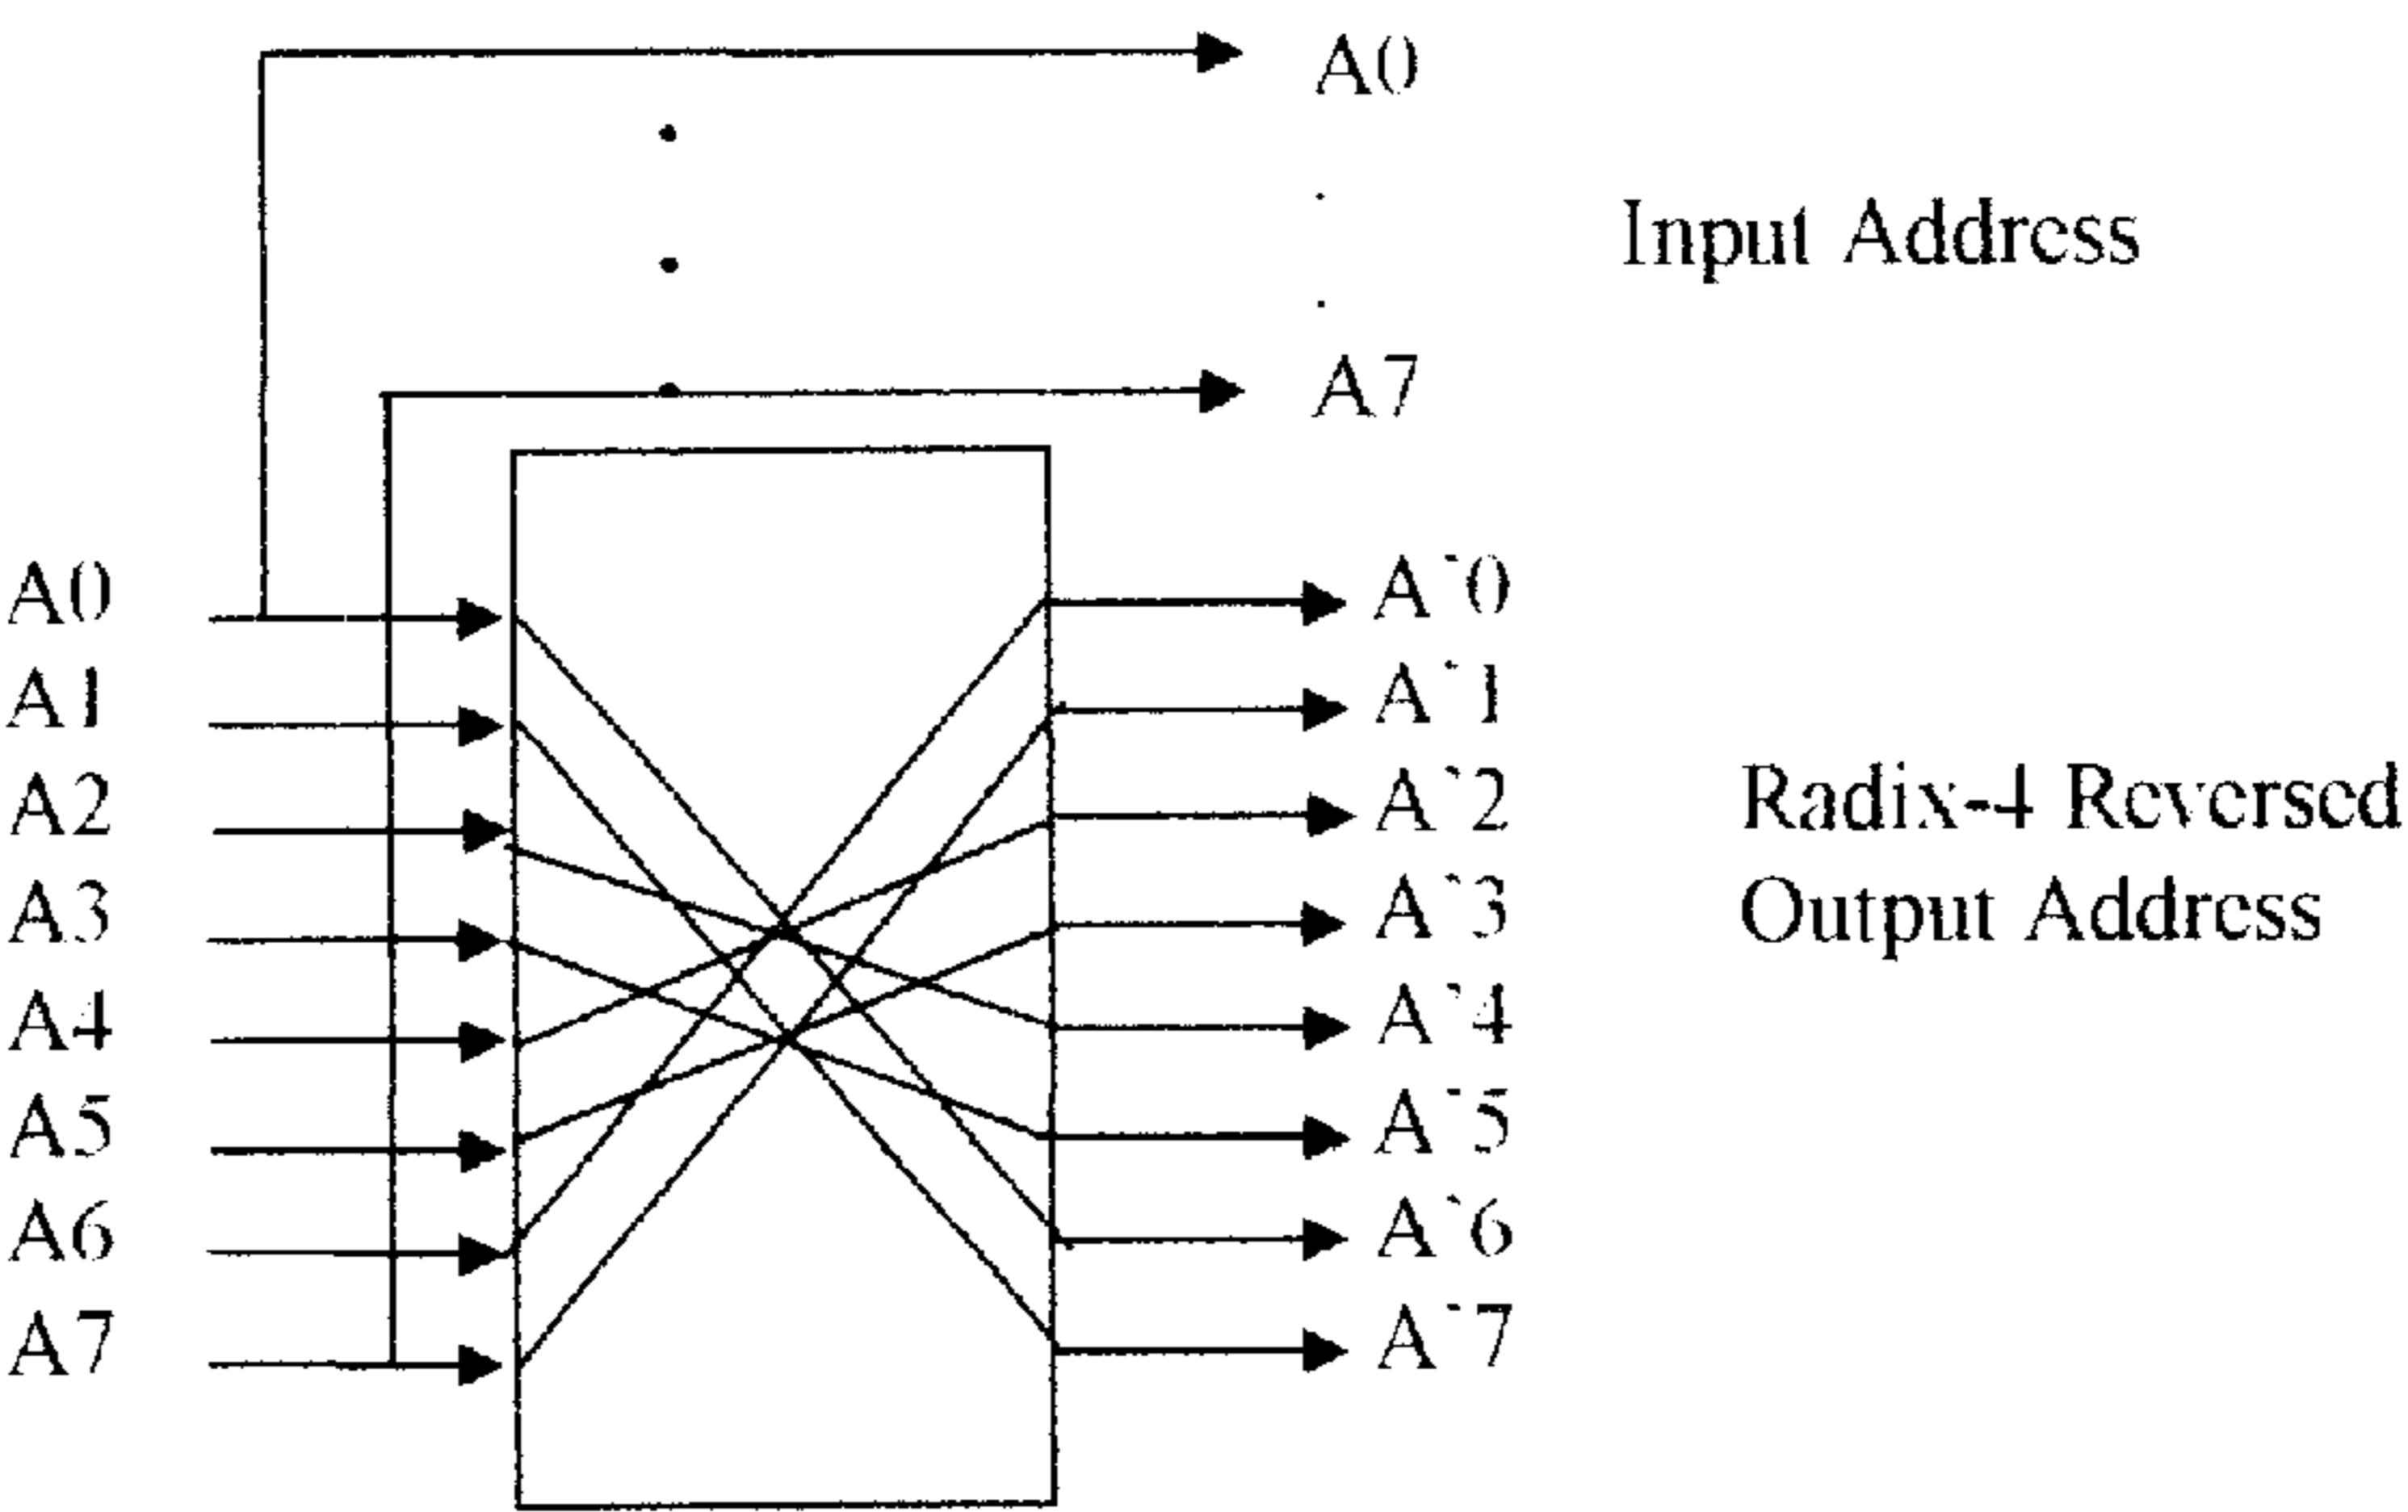 A0
Input Address
A7
A0
A1
A2
A3
A4
A5
A6
A7
A`0
A`1
A`2
A`3
A`4
A`5
A`6
A`7
Radix-4 Reversed
Output Address